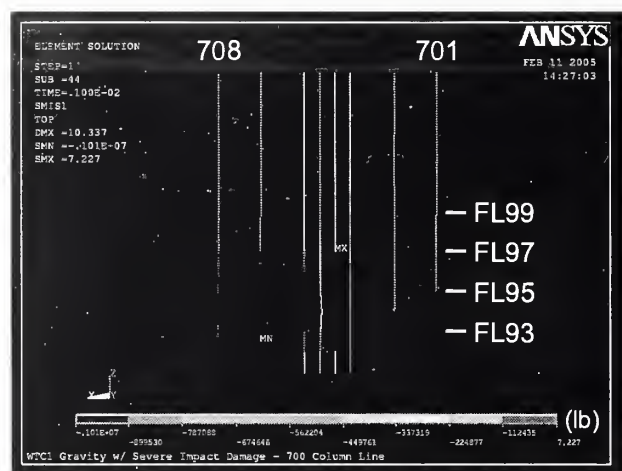 ELEMENT SOLUTION
708
701
ANSYS
FEB 11 2005
14:27:03
STEP=1
SUB =44
TIME=.100E-02
SMIS1
TOP
DMX =10.337
SMN =-.101E+07
SMX =7.227
FL99
FL97
MX
FL95
FL93
MN
Z
X Y
(lb)
-.101E+07
-899530
-787088
-674646
-562204
-449761
-337319
-224877
-112435
7.227
WTC1 Gravity w/ Severe Impact Damage - 700 Column Line